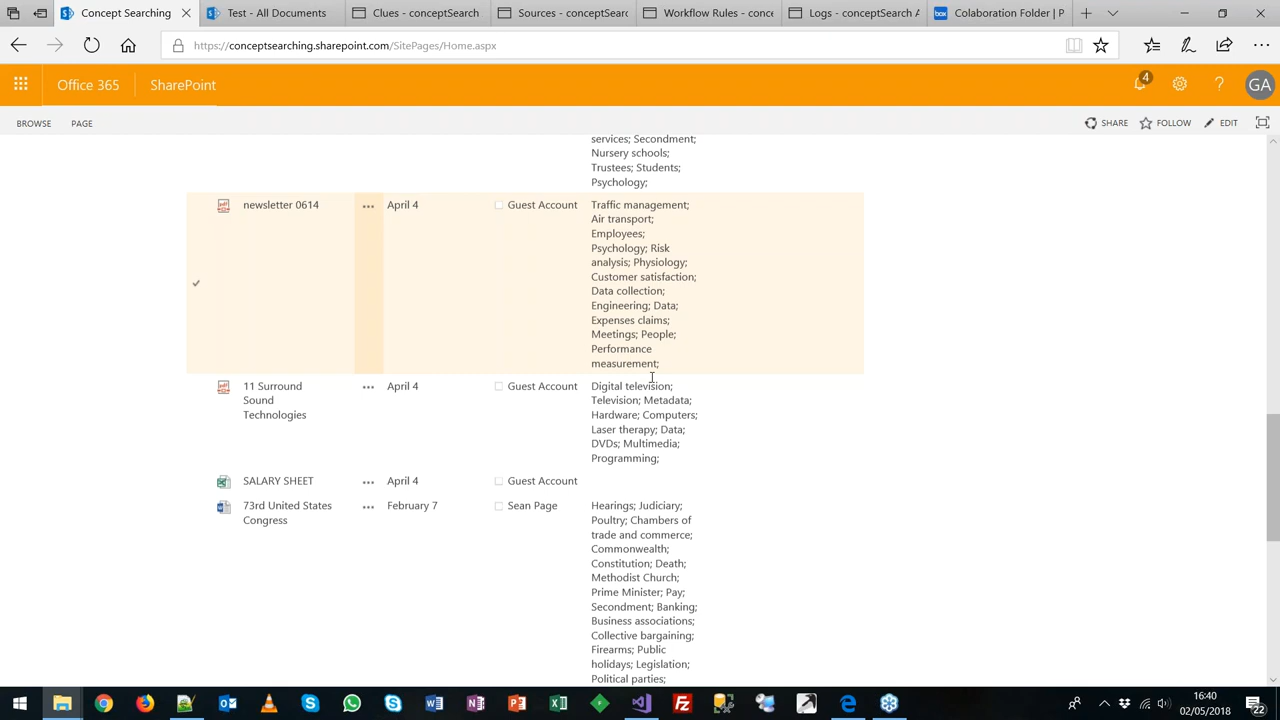 Concept Searching
Test - All Documents
Clues - conceptSearch
Sources - conceptSearc
Workflow Rules - con
Logs - conceptSearch A
box
Colaboration Folder | P
https://conceptsearching.sharepoint.com/SitePages/Home.aspx
Office 365
SharePoint
4
GA
BROWSE
PAGE
SHARE
FOLLOW
EDIT
services; Secondment;
Nursery schools;
Trustees; Students;
Psychology;
newsletter 0614
April 4
Guest Account
Traffic management;
Air transport;
Employees;
Psychology; Risk
analysis; Physiology;
Customer satisfaction;
Data collection;
Engineering; Data;
Expenses claims;
Meetings; People;
Performance
measurement;
11 Surround
Sound
Technologies
April 4
Guest Account
Digital television;
Television; Metadata;
Hardware; Computers;
Laser therapy; Data;
DVDs; Multimedia;
Programming;
SALARY SHEET
April 4
Guest Account
73rd United States
Congress
February 7
Sean Page
Hearings; Judiciary;
Poultry; Chambers of
trade and commerce;
Commonwealth;
Constitution; Death;
Methodist Church;
Prime Minister; Pay;
Secondment; Banking;
Business associations;
Collective bargaining;
Firearms; Public
holidays; Legislation;
Political parties;
16:40
02/05/2018
22